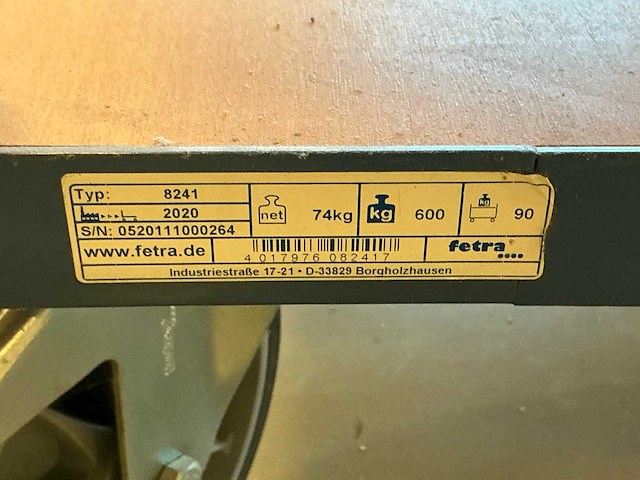 Typ: 8241
2020
S/N: 0520111000264
net 74kg
kg 600
kg 90
www.fetra.de
4 017976 082417
fetra
Industriestraße 17-21 • D-33829 Borgholzhausen